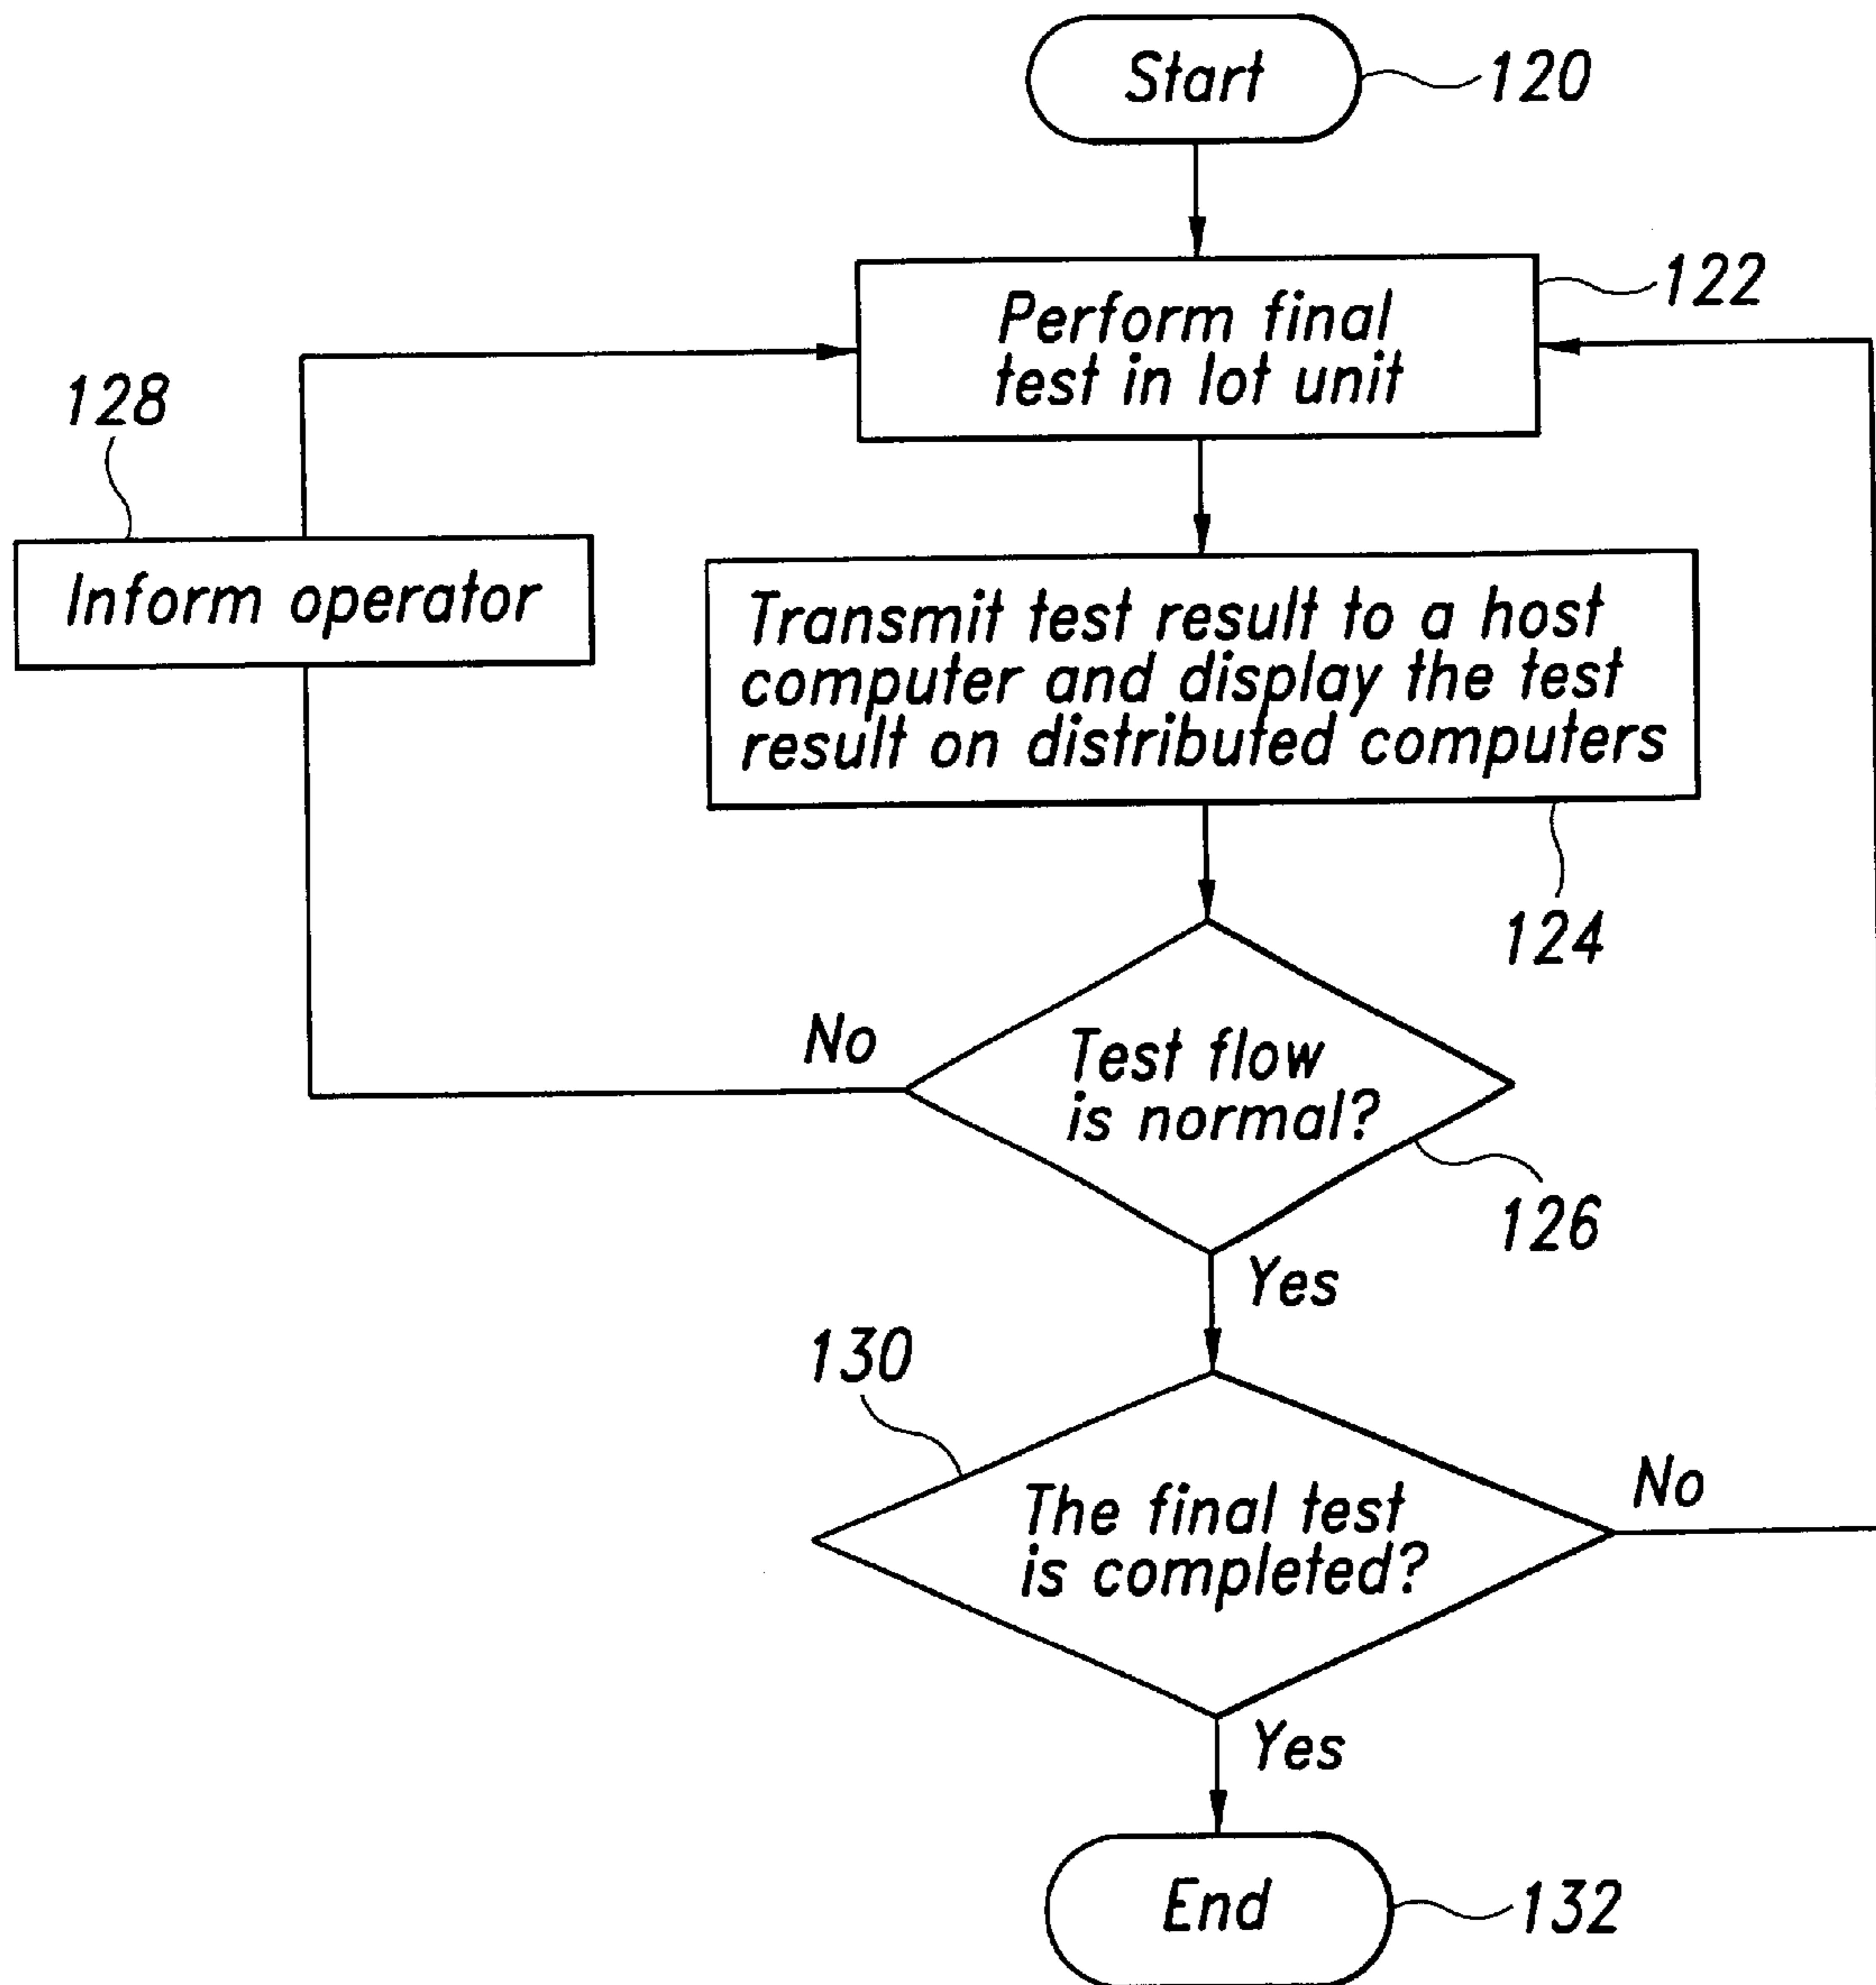 Start
120
Perform final
test in lot unit
122
128
Inform operator
Transmit test result to a host
computer and display the test
result on distributed computers
124
No
Test flow
is normal?
126
Yes
130
The final test
is completed?
No
Yes
End
132